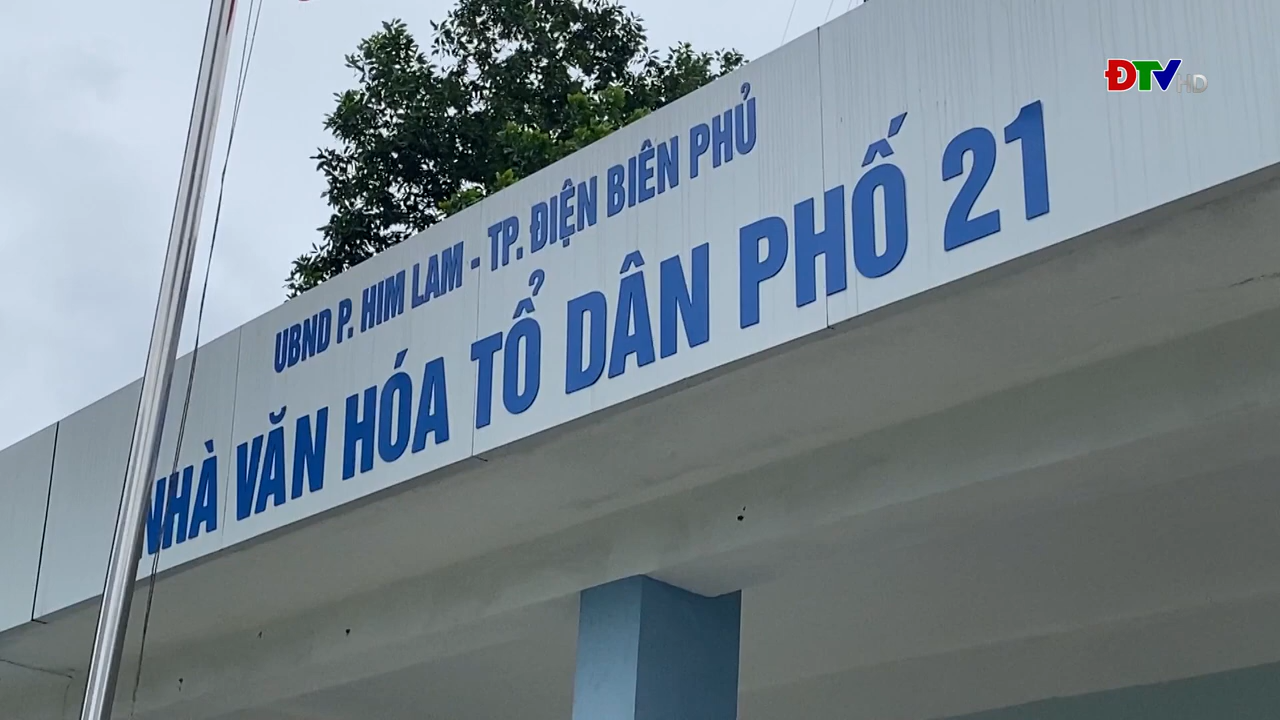 ĐTV HD
UBND P. HIM LAM - TP. ĐIỆN BIÊN PHỦ
NHÀ VĂN HÓA TỔ DÂN PHỐ 21